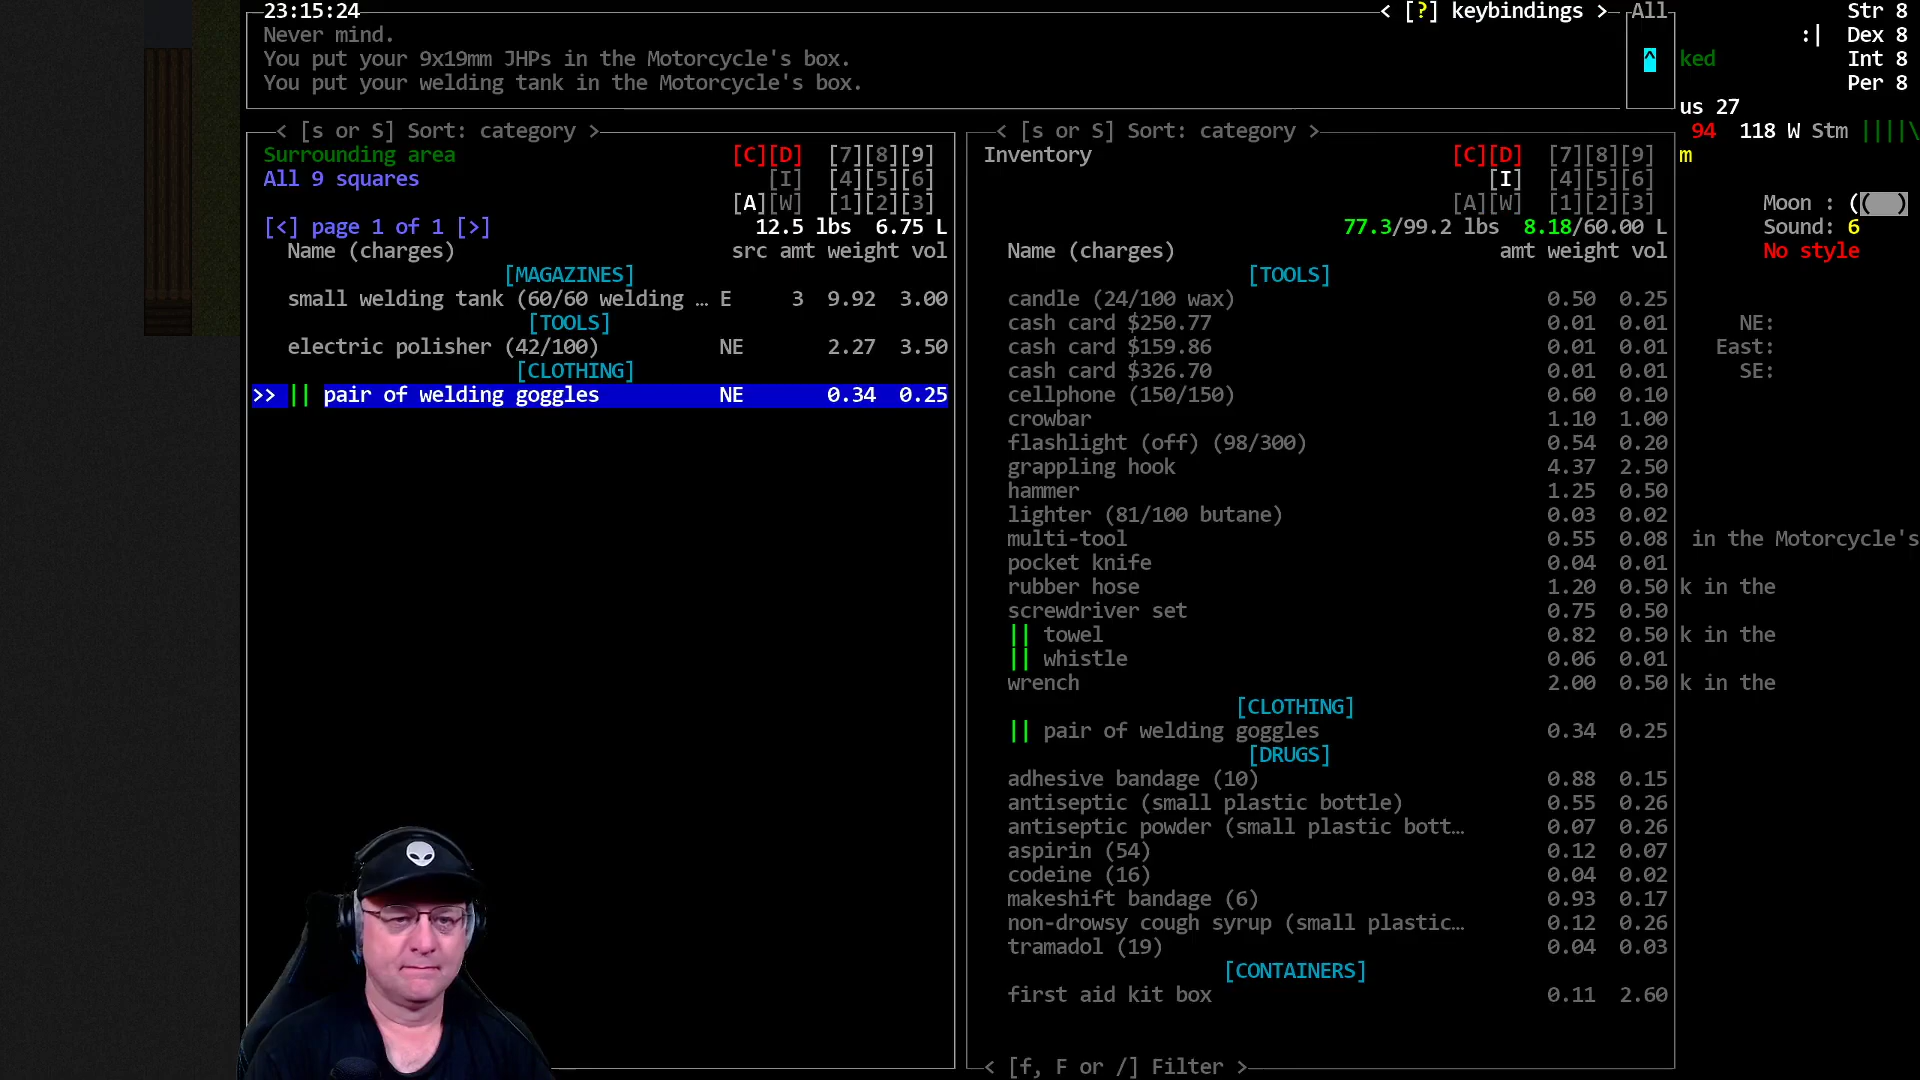 23:15:24
< [?] keybindings >
All
Str 8
Never mind.
:|
Dex 8
You put your 9x19mm JHPs in the Motorcycle's box.
^
ked
Int 8
You put your welding tank in the Motorcycle's box.
Per 8
us 27
94 118 W Stm ||||\
m
Moon : (( )
Sound: 6
No style
NE:
East:
SE:
in the Motorcycle's
k in the
k in the
k in the
< [s or S] Sort: category >
Surrounding area
[C][D] [7][8][9]
All 9 squares
[I] [4][5][6]
[A][W] [1][2][3]
[<] page 1 of 1 [>]
12.5 lbs 6.75 L
Name (charges) src amt weight vol
[MAGAZINES]
small welding tank (60/60 welding … E 3 9.92 3.00
[TOOLS]
electric polisher (42/100) NE 2.27 3.50
[CLOTHING]
>> || pair of welding goggles NE 0.34 0.25
< [s or S] Sort: category >
Inventory
[C][D] [7][8][9]
[I] [4][5][6]
[A][W] [1][2][3]
77.3/99.2 lbs 8.18/60.00 L
Name (charges) amt weight vol
[TOOLS]
candle (24/100 wax) 0.50 0.25
cash card $250.77 0.01 0.01
cash card $159.86 0.01 0.01
cash card $326.70 0.01 0.01
cellphone (150/150) 0.60 0.10
crowbar 1.10 1.00
flashlight (off) (98/300) 0.54 0.20
grappling hook 4.37 2.50
hammer 1.25 0.50
lighter (81/100 butane) 0.03 0.02
multi-tool 0.55 0.08
pocket knife 0.04 0.01
rubber hose 1.20 0.50
screwdriver set 0.75 0.50
|| towel 0.82 0.50
|| whistle 0.06 0.01
wrench 2.00 0.50
[CLOTHING]
|| pair of welding goggles 0.34 0.25
[DRUGS]
adhesive bandage (10) 0.88 0.15
antiseptic (small plastic bottle) 0.55 0.26
antiseptic powder (small plastic bott… 0.07 0.26
aspirin (54) 0.12 0.07
codeine (16) 0.04 0.02
makeshift bandage (6) 0.93 0.17
non-drowsy cough syrup (small plastic… 0.12 0.26
tramadol (19) 0.04 0.03
[CONTAINERS]
first aid kit box 0.11 2.60
< [f, F or /] Filter >